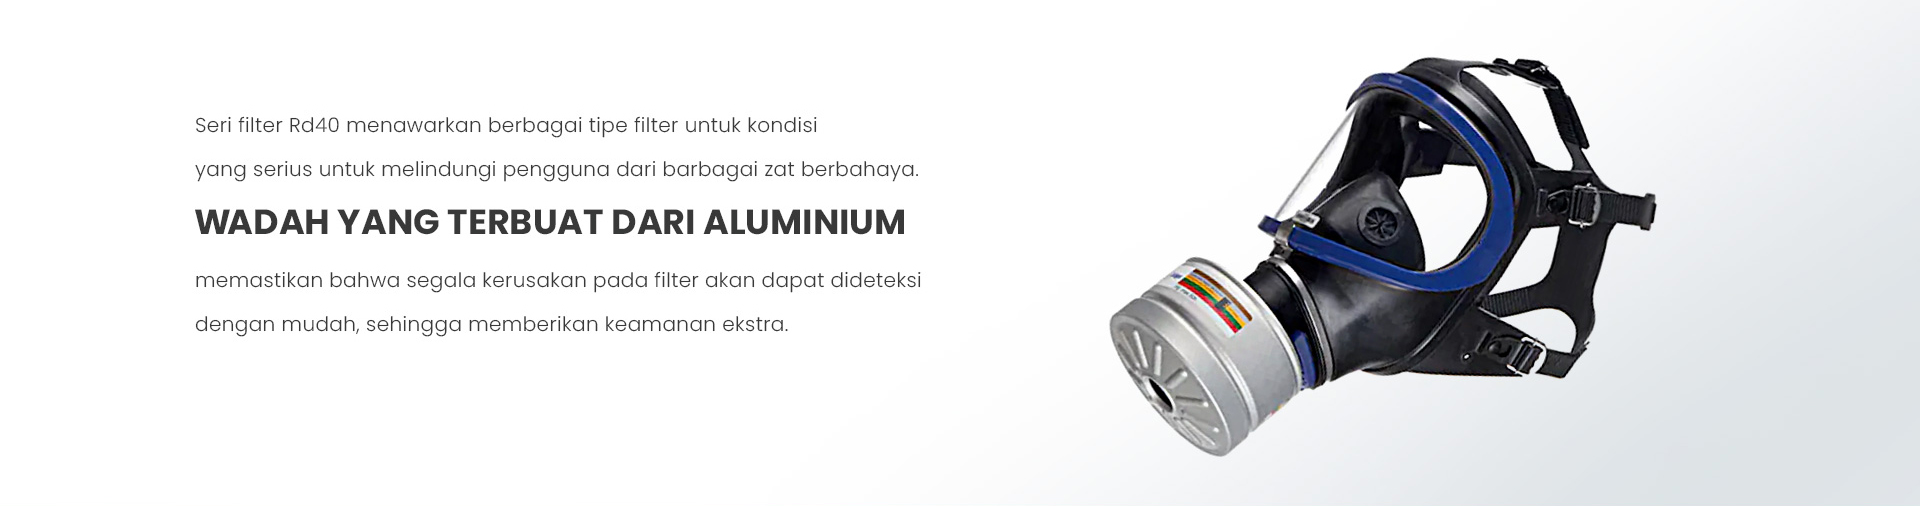 Seri filter Rd40 menawarkan berbagai tipe filter untuk kondisi
yang serius untuk melindungi pengguna dari barbagai zat berbahaya.
WADAH YANG TERBUAT DARI ALUMINIUM
memastikan bahwa segala kerusakan pada filter akan dapat dideteksi
dengan mudah, sehingga memberikan keamanan ekstra.